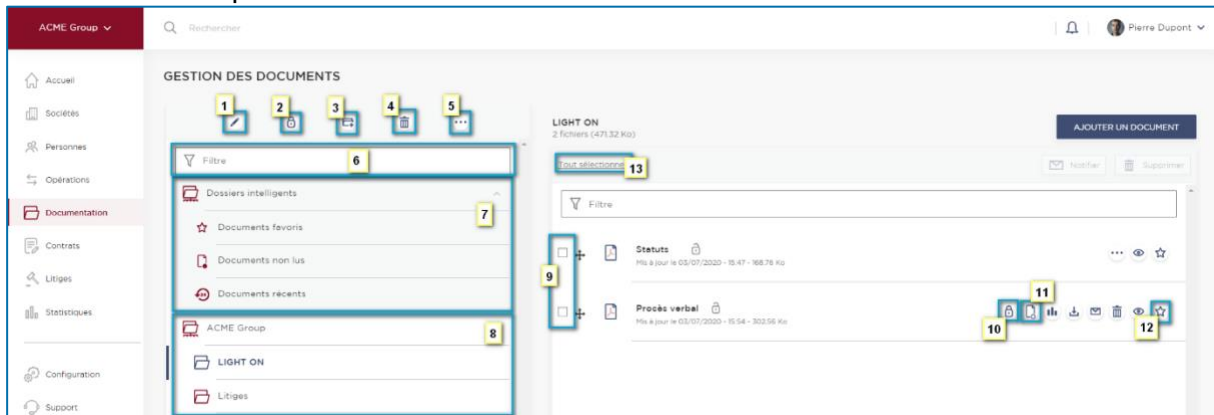 ACME Group
Rechercher
Pierre Dupont
Accueil
Sociétés
Personnes
Opérations
Documentation
Contrats
Litiges
Statistiques
Configuration
Support
GESTION DES DOCUMENTS
1
2
3
4
5
Filtre
6
Dossiers intelligents
7
Documents favoris
Documents non lus
Documents récents
ACME Group
8
LIGHT ON
Litiges
LIGHT ON
2 fichiers (471.32 Ko)
AJOUTER UN DOCUMENT
Tout sélectionne
13
Notifier
Supprimer
Filtre
9
Statuts
Mis à jour le 03/07/2020 - 15:47 - 168.76 Ko
Procès verbal
Mis à jour le 03/07/2020 - 15:54 - 302.56 Ko
10
11
12